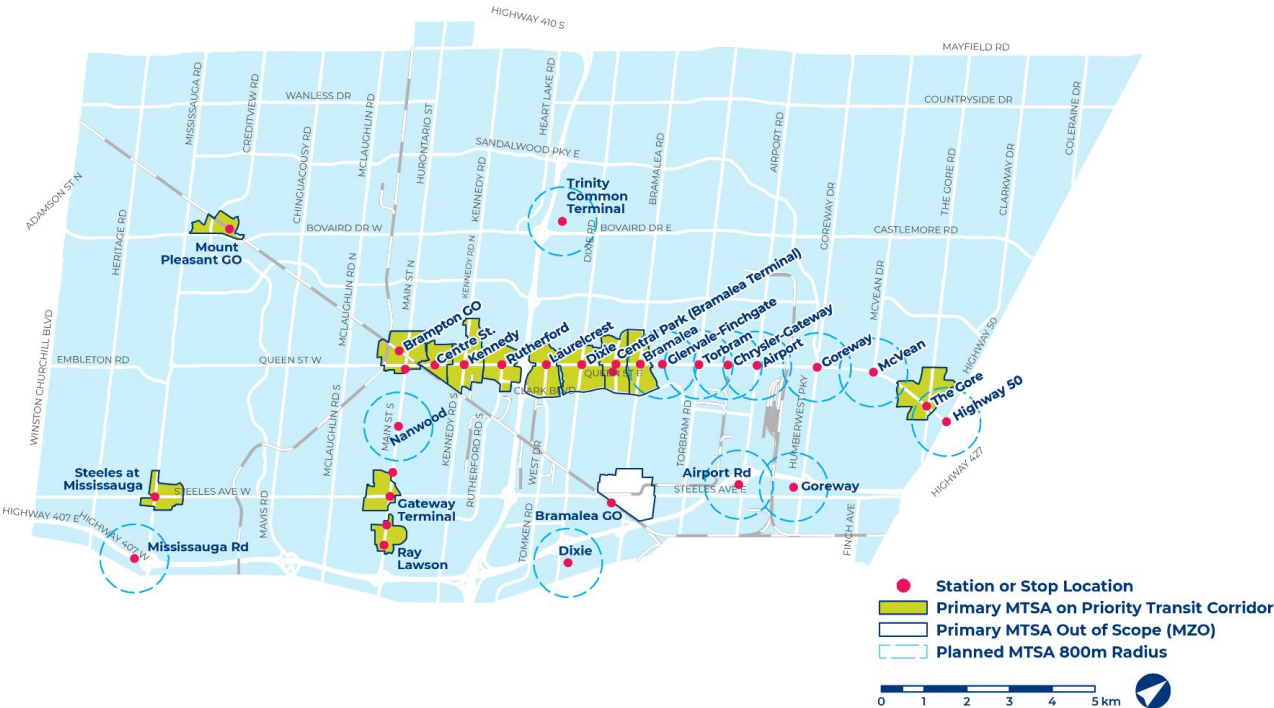 HIGHWAY 410 S
MAYFIELD RD
MISSISSAUGA RD
CREDITVIEW RD
WANLESS DR
MCLAUGHLIN RD
HURONTARIO ST
HEART LAKE RD
COUNTRYSIDE DR
COLERAINE DR
CHINGUACOUSY RD
SANDALWOOD PKY E
BRAMALEA RD
AIRPORT RD
THE GORE RD
CLARKWAY DR
ADAMSON ST N
KENNEDY RD
Trinity
Common
Terminal
GOREWAY DR
HERITAGE RD
Mount
Pleasant GO
BOVAIRD DR W
DIXIE RD
BOVAIRD DR E
CASTLEMORE RD
MCLAUGHLIN RD N
MAIN ST N
KENNEDY RD N
MCVEAN DR
WINSTON CHURCHILL BLVD
EMBLETON RD
QUEEN ST W
Brampton GO
Centre St.
Kennedy
Rutherford
Laurelcrest
Dixie
Central Park (Bramalea Terminal)
Bramalea
Glenvale-Finchgate
Torbram
Chrysler-Gateway
Airport
Goreway
McVean
HIGHWAY 50
QUEEN ST E
CLARK BLVD
The Gore
Highway 50
MCLAUGHLIN RD S
MAIN ST S
Nanwood
KENNEDY RD S
RUTHERFORD RD S
WEST DR
TORBRAM RD
HUMBERWEST PKY
HIGHWAY 427
Steeles at
Mississauga
STEELES AVE W
MAVIS RD
Gateway
Terminal
Bramalea GO
Airport Rd
STEELES AVE E
Goreway
HIGHWAY 407 E
HIGHWAY 407 W
Mississauga Rd
Ray
Lawson
TOMKEN RD
Dixie
FINCH AVE
Station or Stop Location
Primary MTSA on Priority Transit Corridor
Primary MTSA Out of Scope (MZO)
Planned MTSA 800m Radius
0 1 2 3 4 5 km